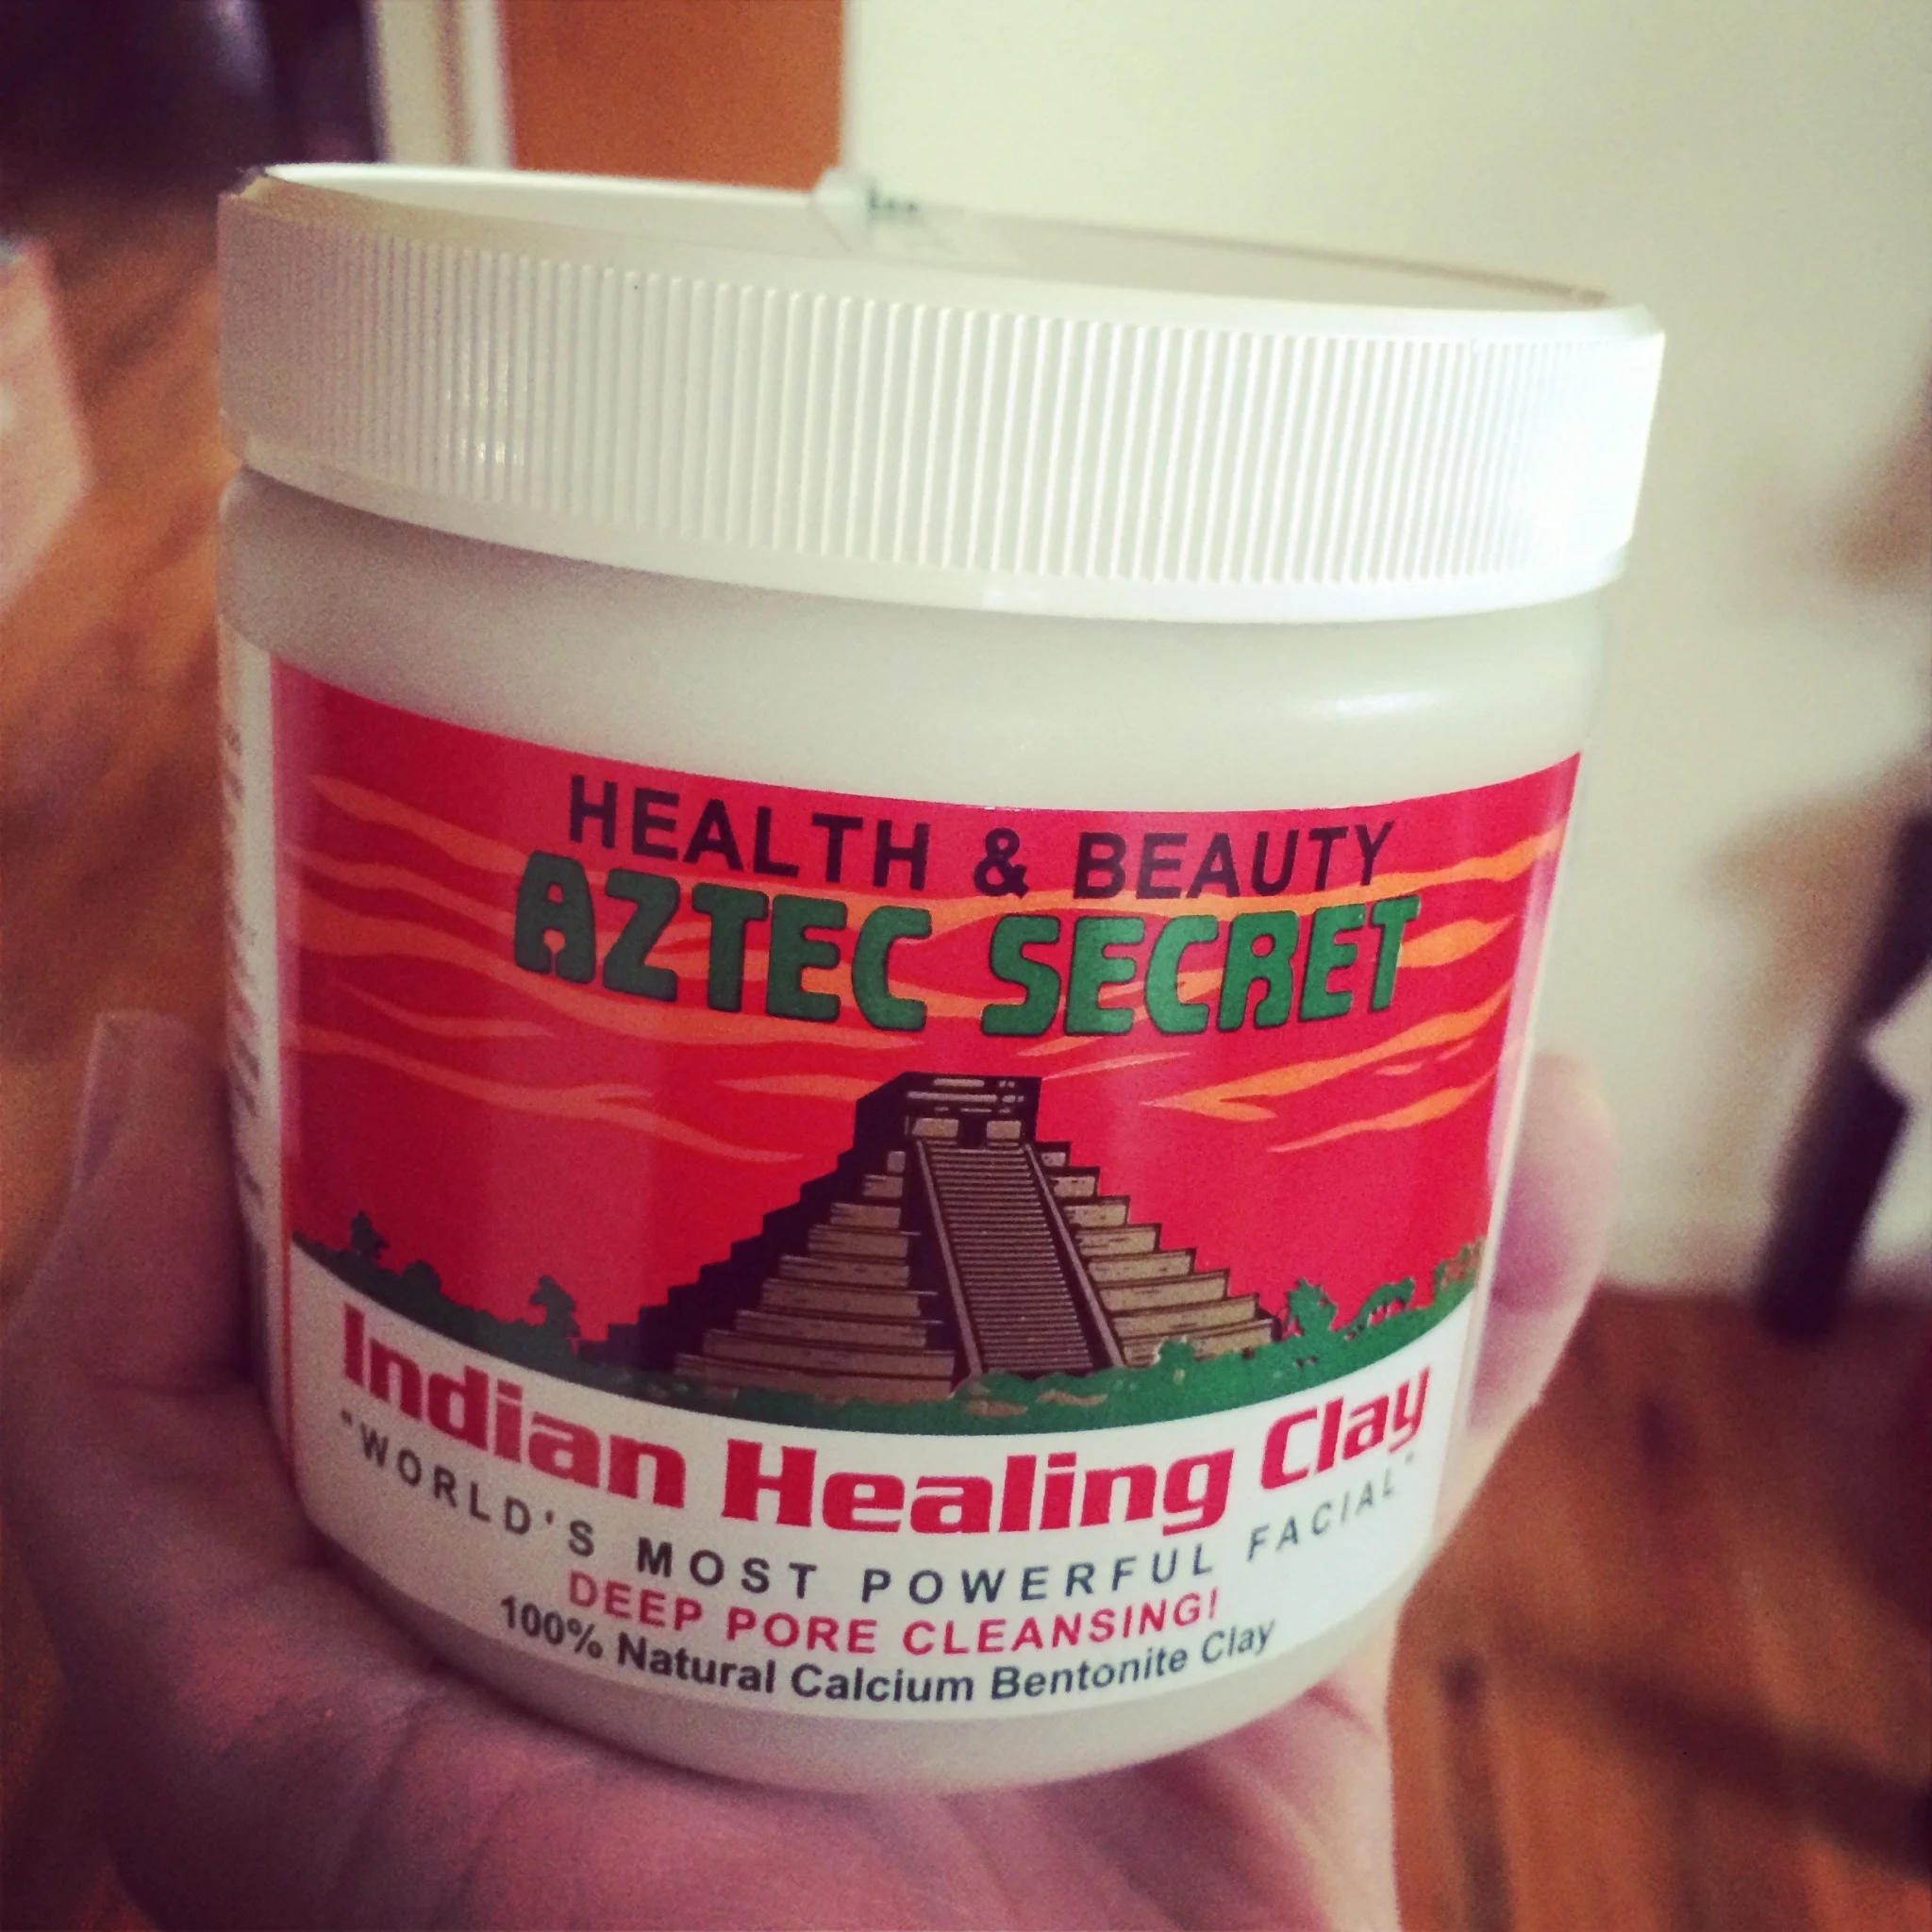 HEALTH & BEAUTY
AZTEC SECRET
Indian Healing Clay
"WORLD'S MOST POWERFUL FACIAL"
DEEP PORE CLEANSING!
100% Natural Calcium Bentonite Clay